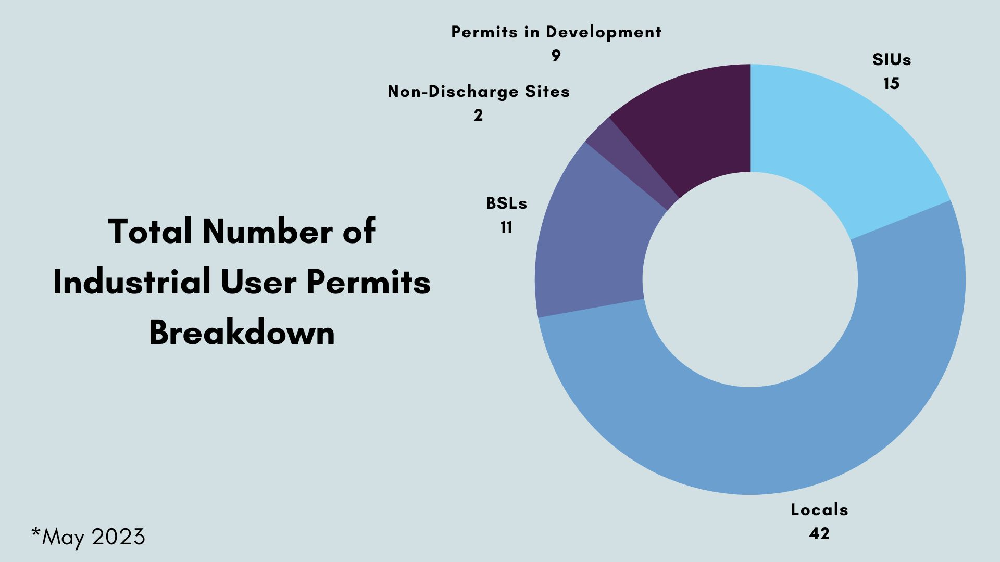 Total Number of
Industrial User Permits
Breakdown
*May 2023
Permits in Development
9
Non-Discharge Sites
2
BSLs
11
SIUs
15
Locals
42